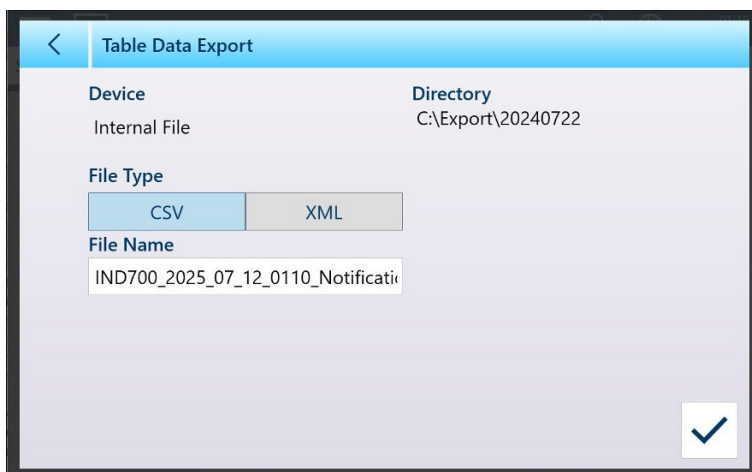 Table Data Export
Device
Internal File
Directory
C:\Export\20240722
File Type
CSV
XML
File Name
IND700_2025_07_12_0110_Notificati